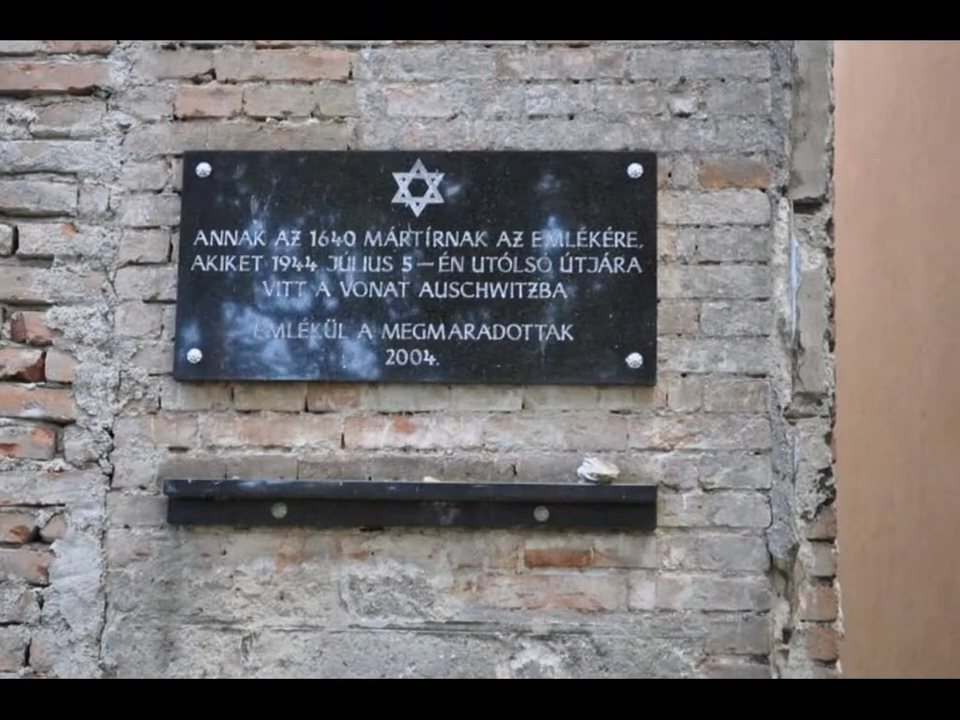 ANNAK AZ 1640 MÁRTÍRNAK AZ EMLÉKÉRE,
AKIKET 1944 JÚLIUS 5-ÉN UTÓLSÓ ÚTJÁRA
VITT A VONAT AUSCHWITZBA
EMLÉKÜL A MEGMARADOTTAK
2004.